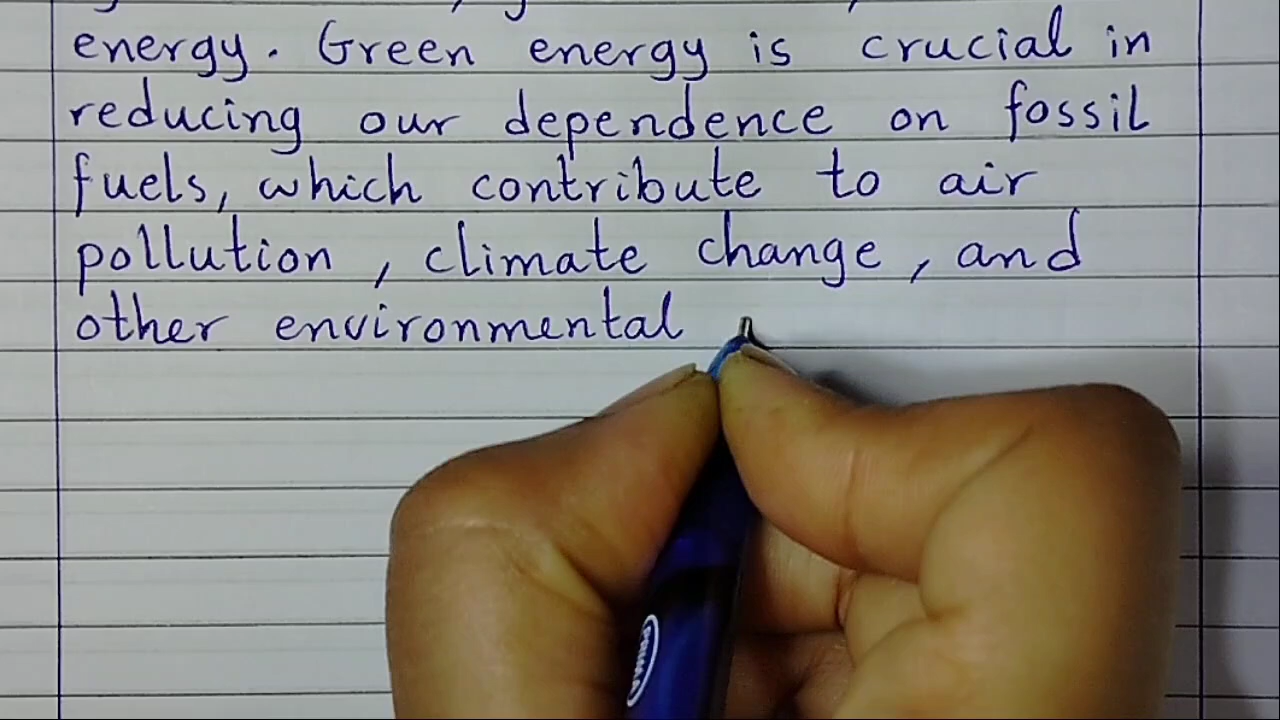 energy. Green energy is crucial in
reducing our dependence on fossil
fuels, which contribute to air
pollution, climate change, and
other environmental